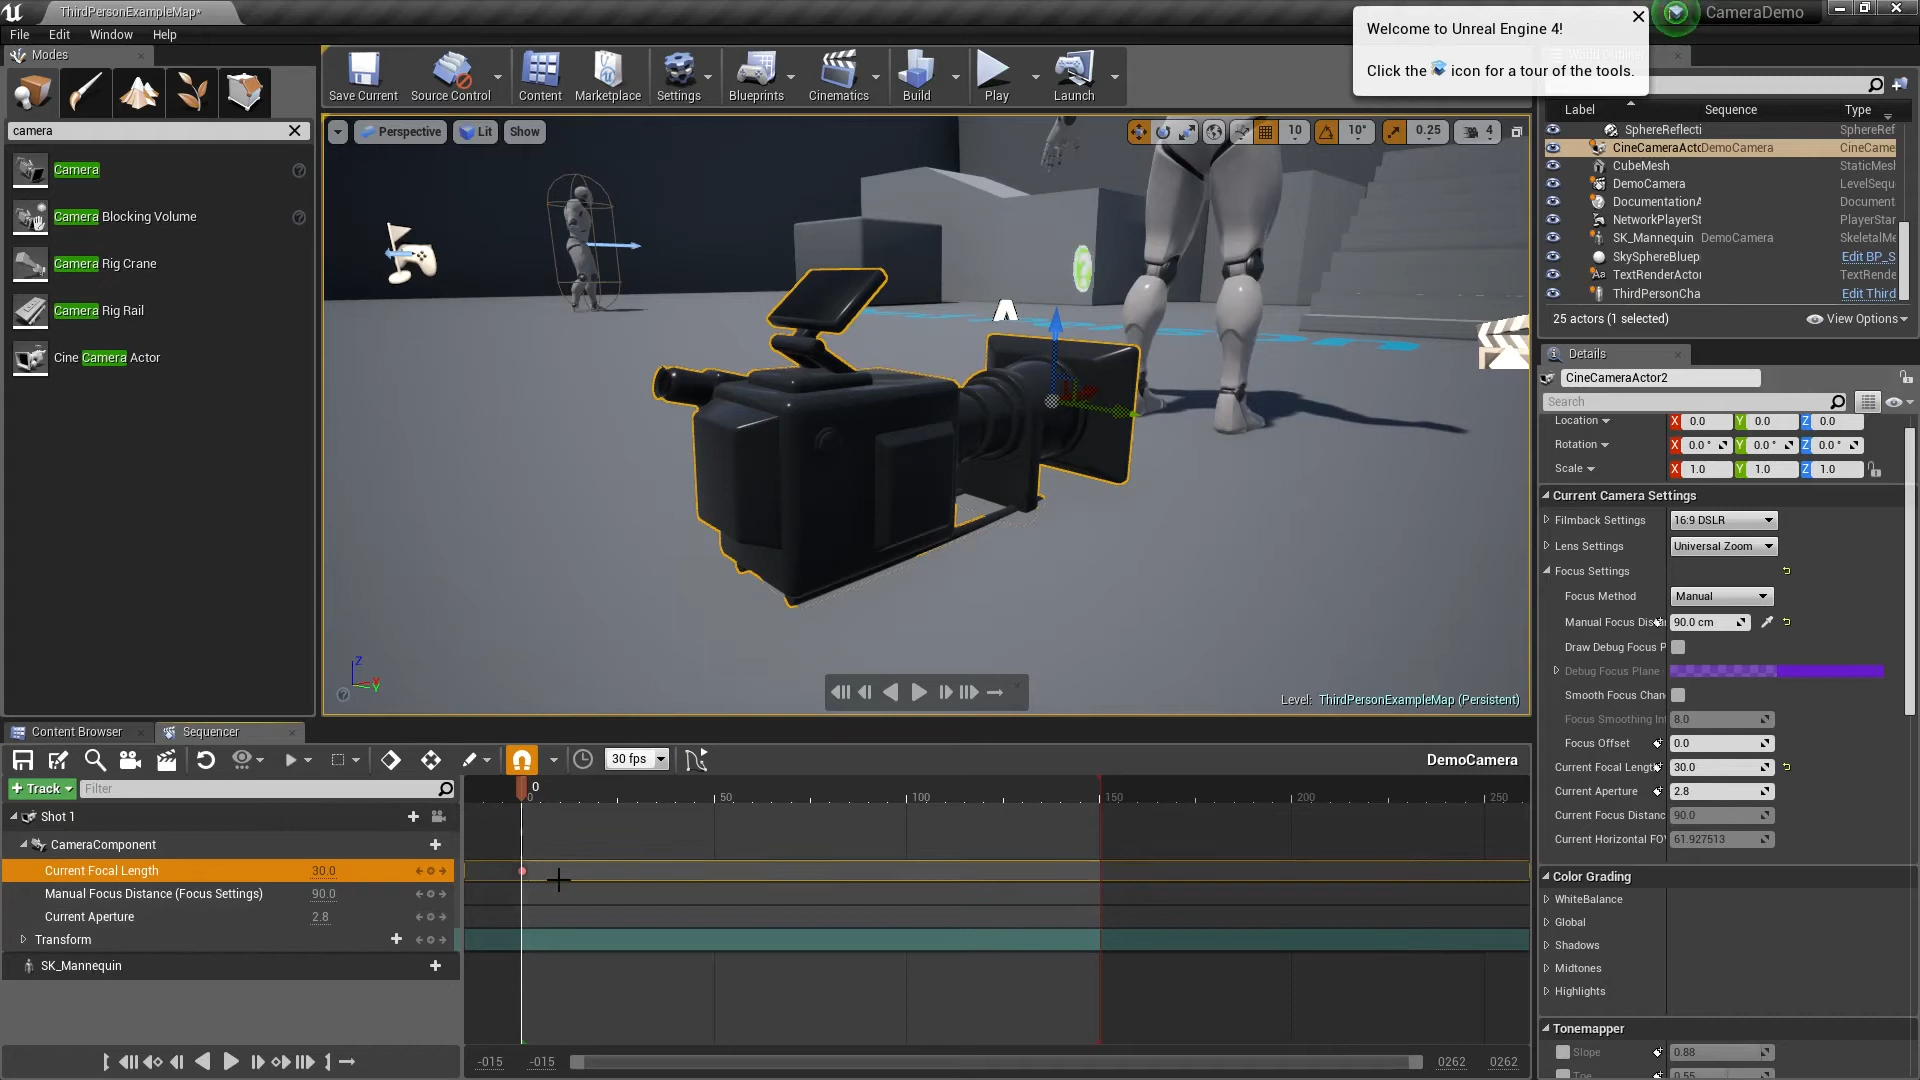 ThirdPersonExampleMap*
CameraDemo
File Edit Window Help
Welcome to Unreal Engine 4!
Click the icon for a tour of the tools.
Modes
Save Current Source Control Content Marketplace Settings Blueprints Cinematics Build Play Launch
camera
Camera
Camera Blocking Volume
Camera Rig Crane
Camera Rig Rail
Cine Camera Actor
Perspective Lit Show
10 10° 0.25 4
Level: ThirdPersonExampleMap (Persistent)
Label Sequence Type
SphereReflecti SphereRef
CineCameraActo DemoCamera CineCame
CubeMesh StaticMesl
DemoCamera LevelSequ
DocumentationA Document
NetworkPlayerSt PlayerStar
SK_Mannequin DemoCamera SkeletalMe
SkySphereBluep Edit BP_S
TextRenderActor TextRende
ThirdPersonCha Edit Third
25 actors (1 selected) View Options
Details
CineCameraActor2
Search
Location X 0.0 Y 0.0 Z 0.0
Rotation X 0.0° Y 0.0° Z 0.0°
Scale X 1.0 Y 1.0 Z 1.0
Current Camera Settings
Filmback Settings 16:9 DSLR
Lens Settings Universal Zoom
Focus Settings
Focus Method Manual
Manual Focus Dista 90.0 cm
Draw Debug Focus P
Debug Focus Plane
Smooth Focus Chan
Focus Smoothing Int 8.0
Focus Offset 0.0
Current Focal Length 30.0
Current Aperture 2.8
Current Focus Distanc 90.0
Current Horizontal FO 61.927513
Color Grading
WhiteBalance
Global
Shadows
Midtones
Highlights
Tonemapper
Slope 0.88
Toe 0.55
Content Browser Sequencer
30 fps
DemoCamera
Track Filter
0
0 50 100 150 200 250
Shot 1
CameraComponent
Current Focal Length 30.0
Manual Focus Distance (Focus Settings) 90.0
Current Aperture 2.8
Transform
SK_Mannequin
-015 -015 0262 0262